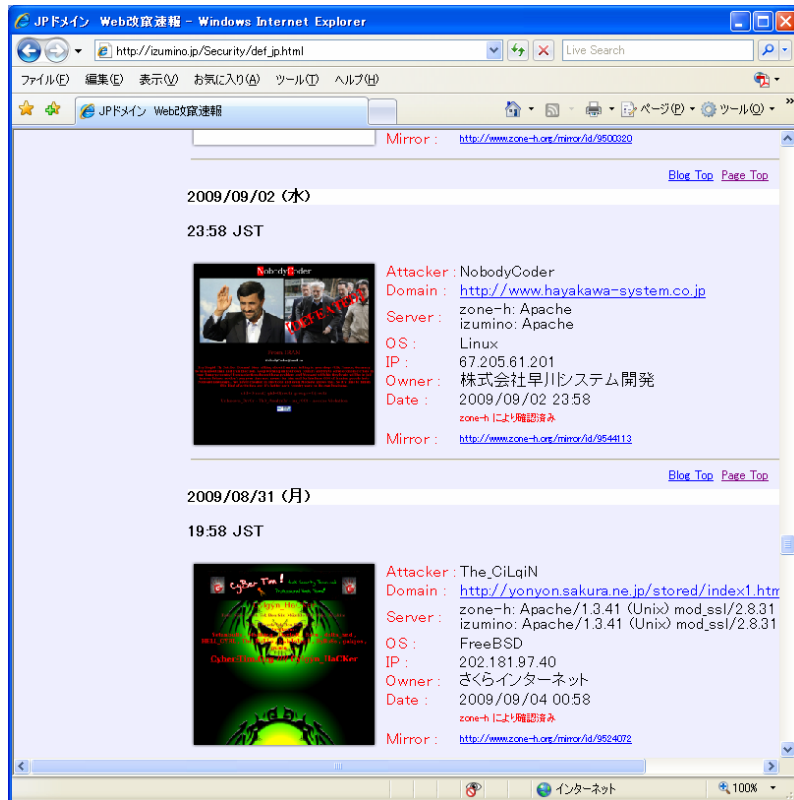 JPドメイン Web改竄速報 - Windows Internet Explorer
http://izumino.jp/Security/def_jp.html
Live Search
ファイル(F) 編集(E) 表示(V) お気に入り(A) ツール(T) ヘルプ(H)
JPドメイン Web改竄速報
ページ(P) ツール(O)
Mirror : http://www.zone-h.org/mirror/id/9500320
Blog Top Page Top
2009/09/02 (水)
23:58 JST
NobodyCoder
DEFEATED
Attacker : NobodyCoder
Domain : http://www.hayakawa-system.co.jp
Server : zone-h: Apache
izumino: Apache
OS : Linux
IP : 67.205.61.201
Owner : 株式会社早川システム開発
Date : 2009/09/02 23:58
zone-h により確認済み
Mirror : http://www.zone-h.org/mirror/id/9544113
Blog Top Page Top
2009/08/31 (月)
19:58 JST
Attacker : The_CiLqiN
Domain : http://yonyon.sakura.ne.jp/stored/index1.htm
Server : zone-h: Apache/1.3.41 (Unix) mod_ssl/2.8.31
izumino: Apache/1.3.41 (Unix) mod_ssl/2.8.31
OS : FreeBSD
IP : 202.181.97.40
Owner : さくらインターネット
Date : 2009/09/04 00:58
zone-h により確認済み
Mirror : http://www.zone-h.org/mirror/id/9524072
インターネット
100%